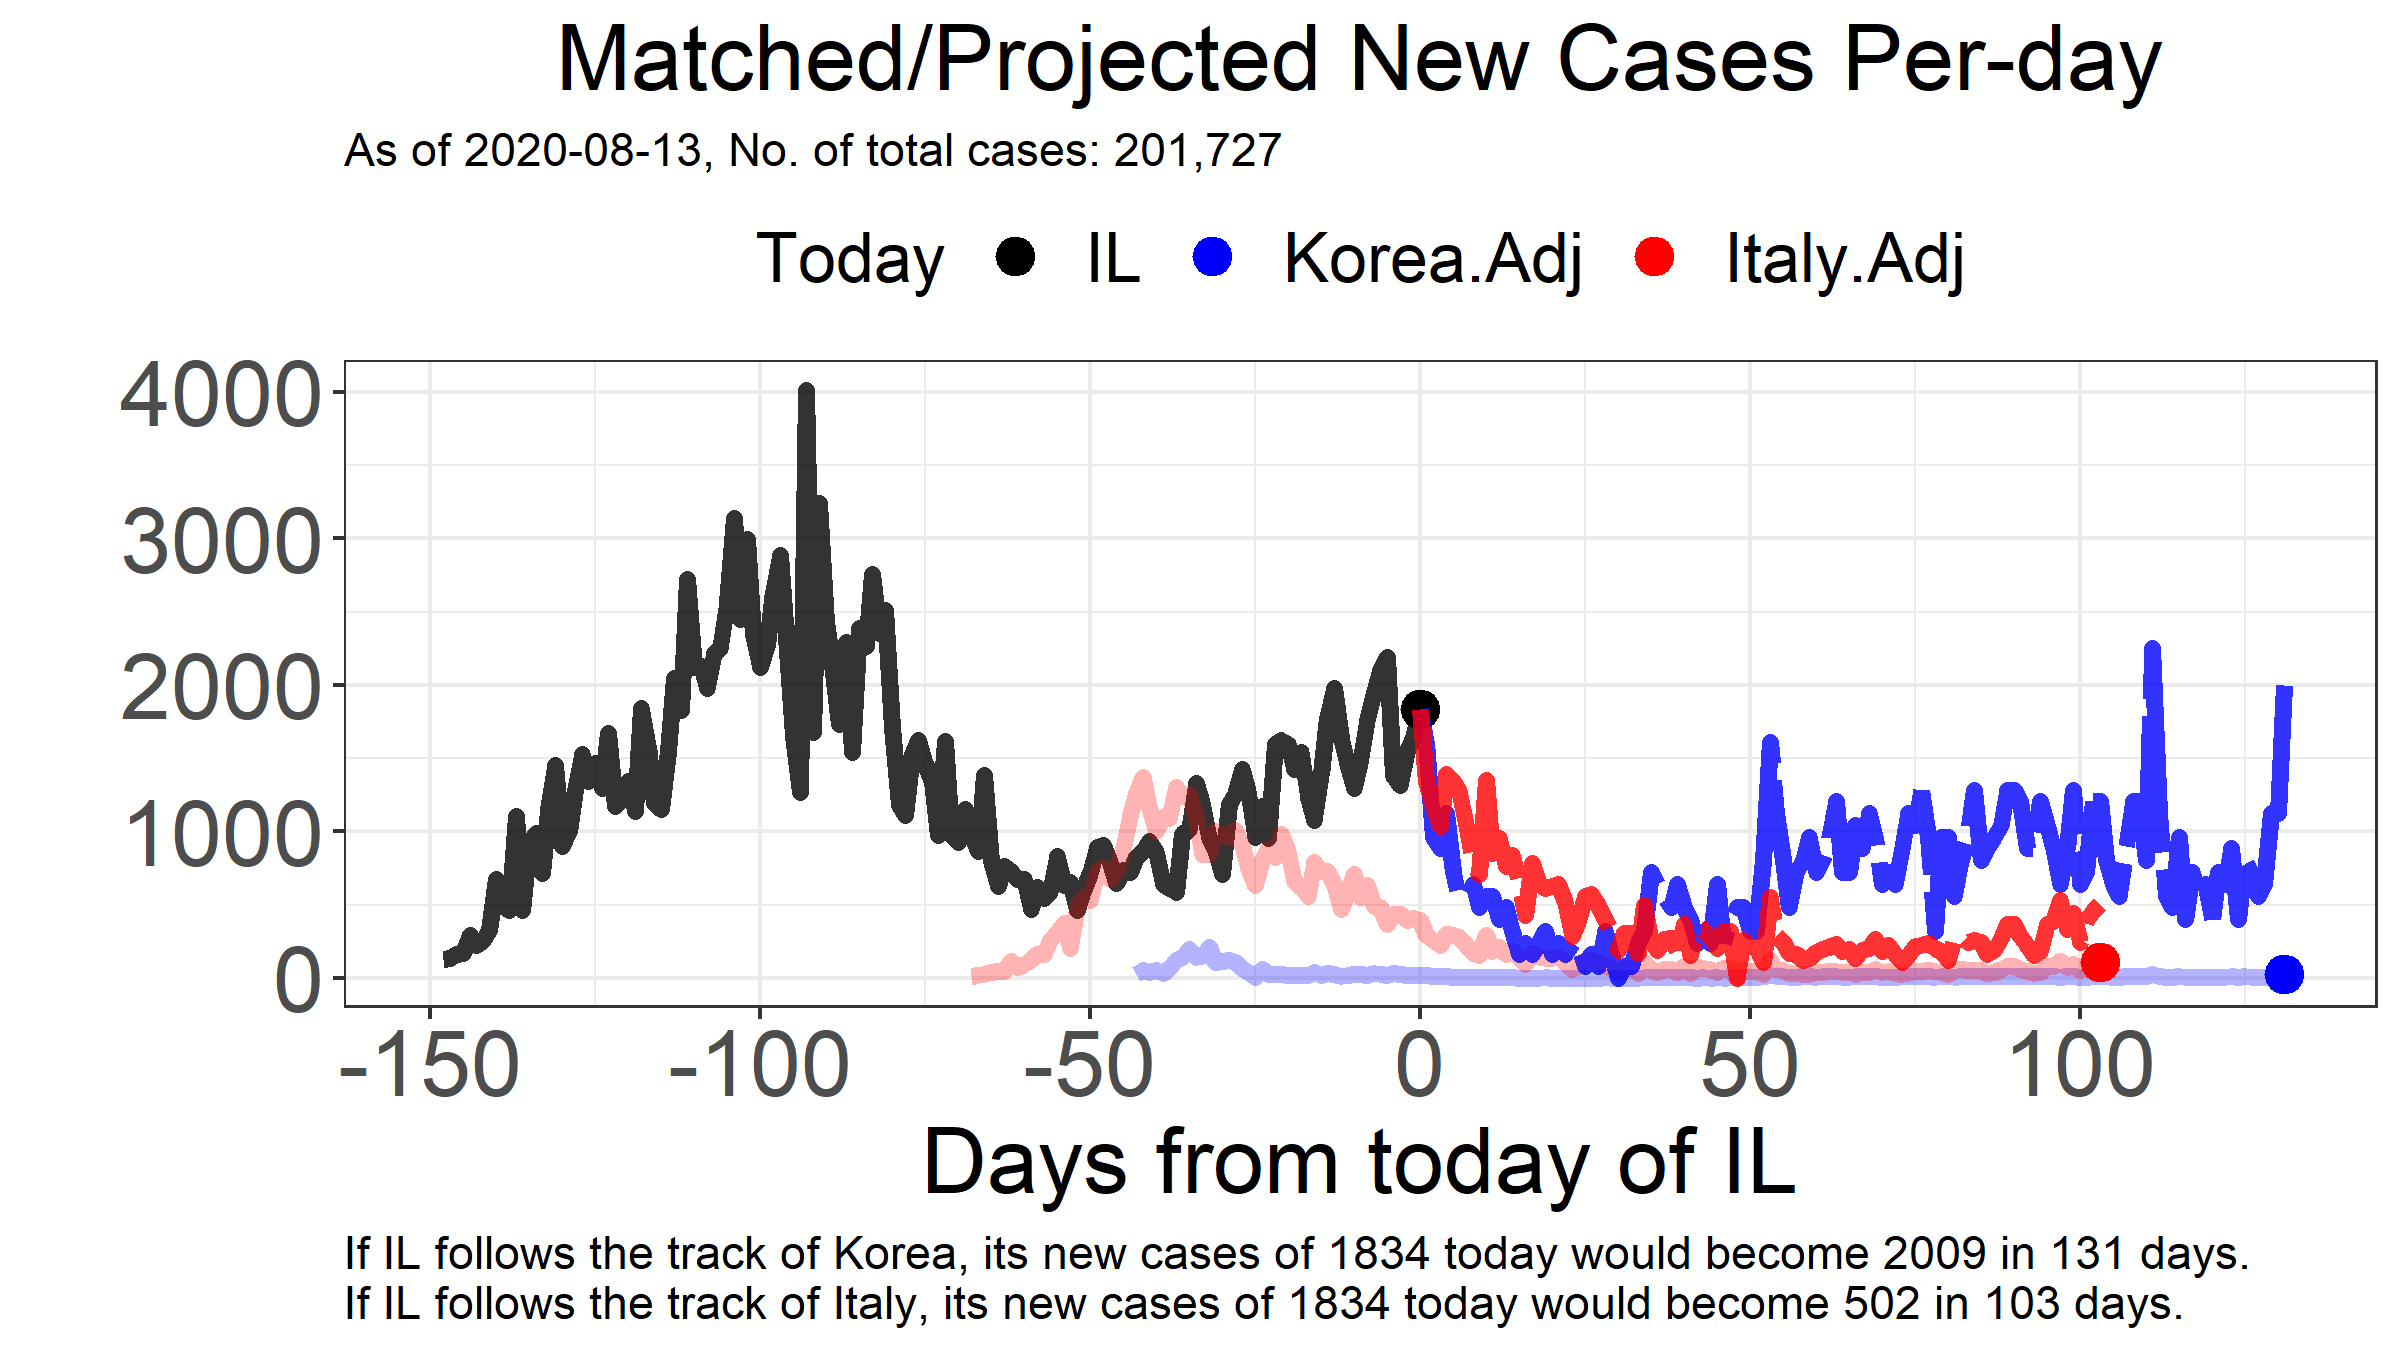 Matched/Projected New Cases Per-day
As of 2020-08-13, No. of total cases: 201,727
Today IL Korea.Adj Italy.Adj
4000
3000
2000
1000
0
-150 -100 -50 0 50 100
Days from today of IL
If IL follows the track of Korea, its new cases of 1834 today would become 2009 in 131 days.
If IL follows the track of Italy, its new cases of 1834 today would become 502 in 103 days.